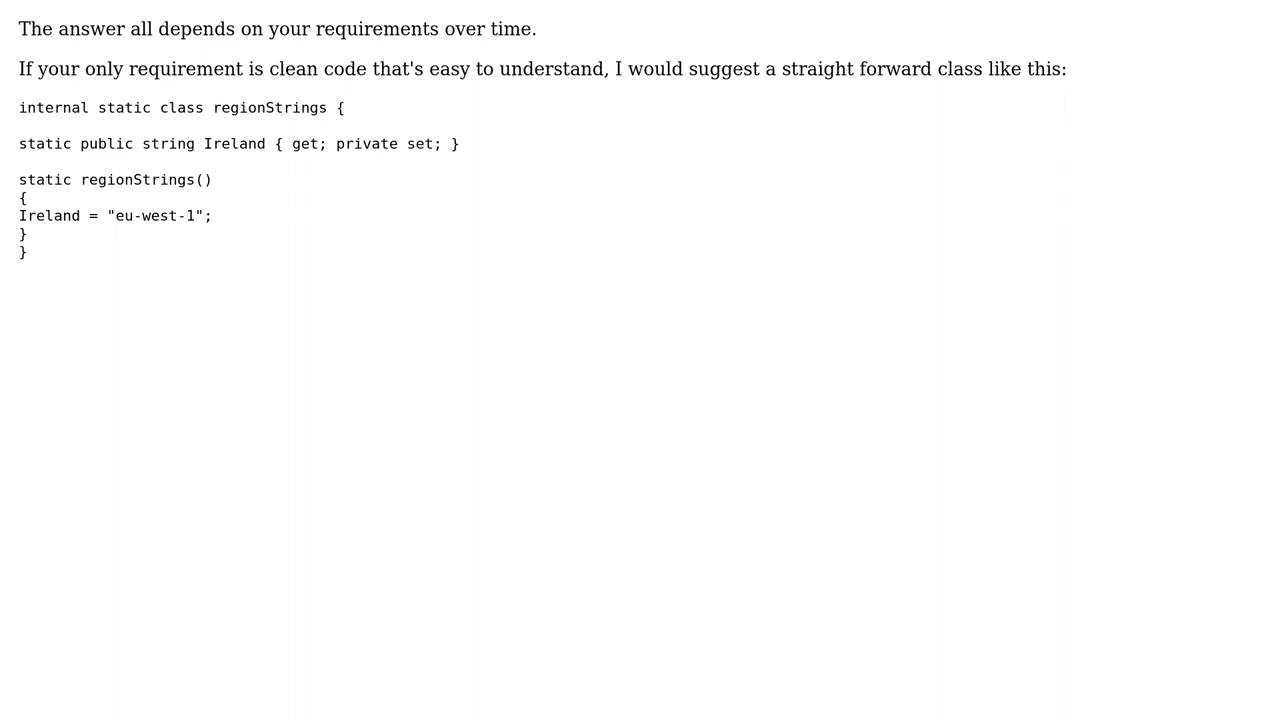 The answer all depends on your requirements over time.
If your only requirement is clean code that's easy to understand, I would suggest a straight forward class like this:
internal static class regionStrings {
static public string Ireland { get; private set; }
static regionStrings()
{
Ireland = "eu-west-1";
}
}